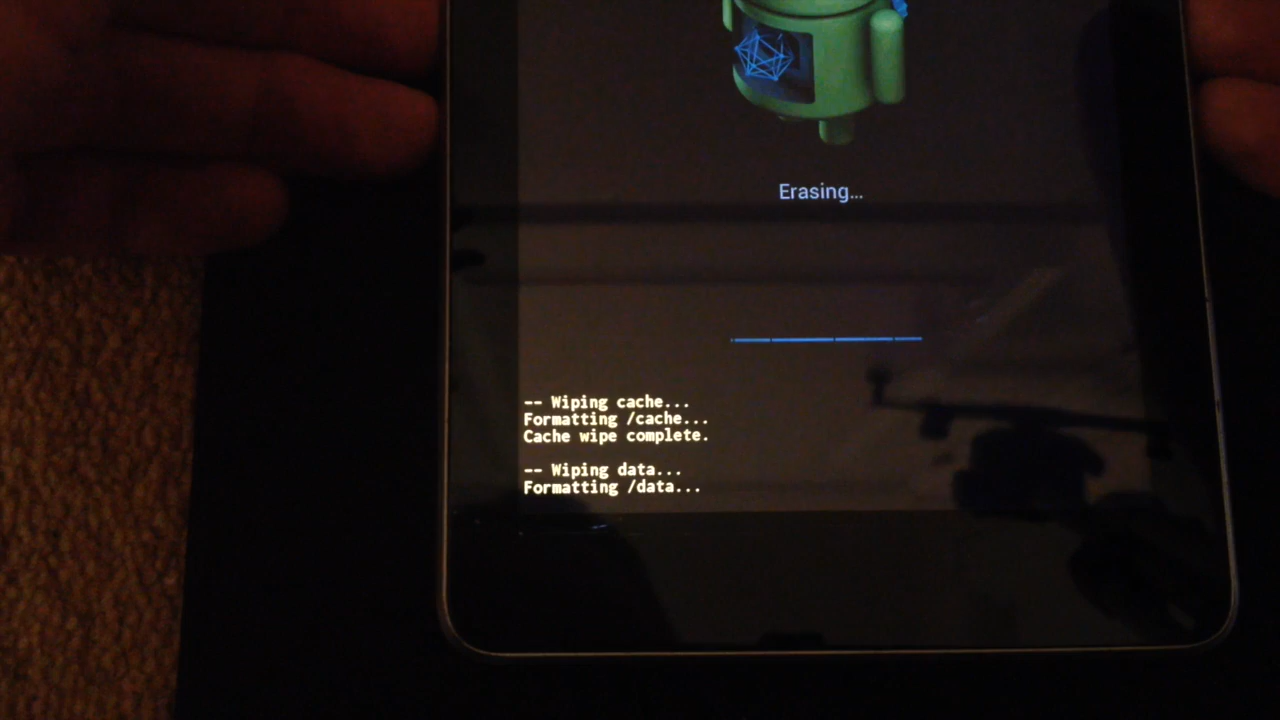 Erasing...
-- Wiping cache...
Formatting /cache...
Cache wipe complete.
-- Wiping data...
Formatting /data...